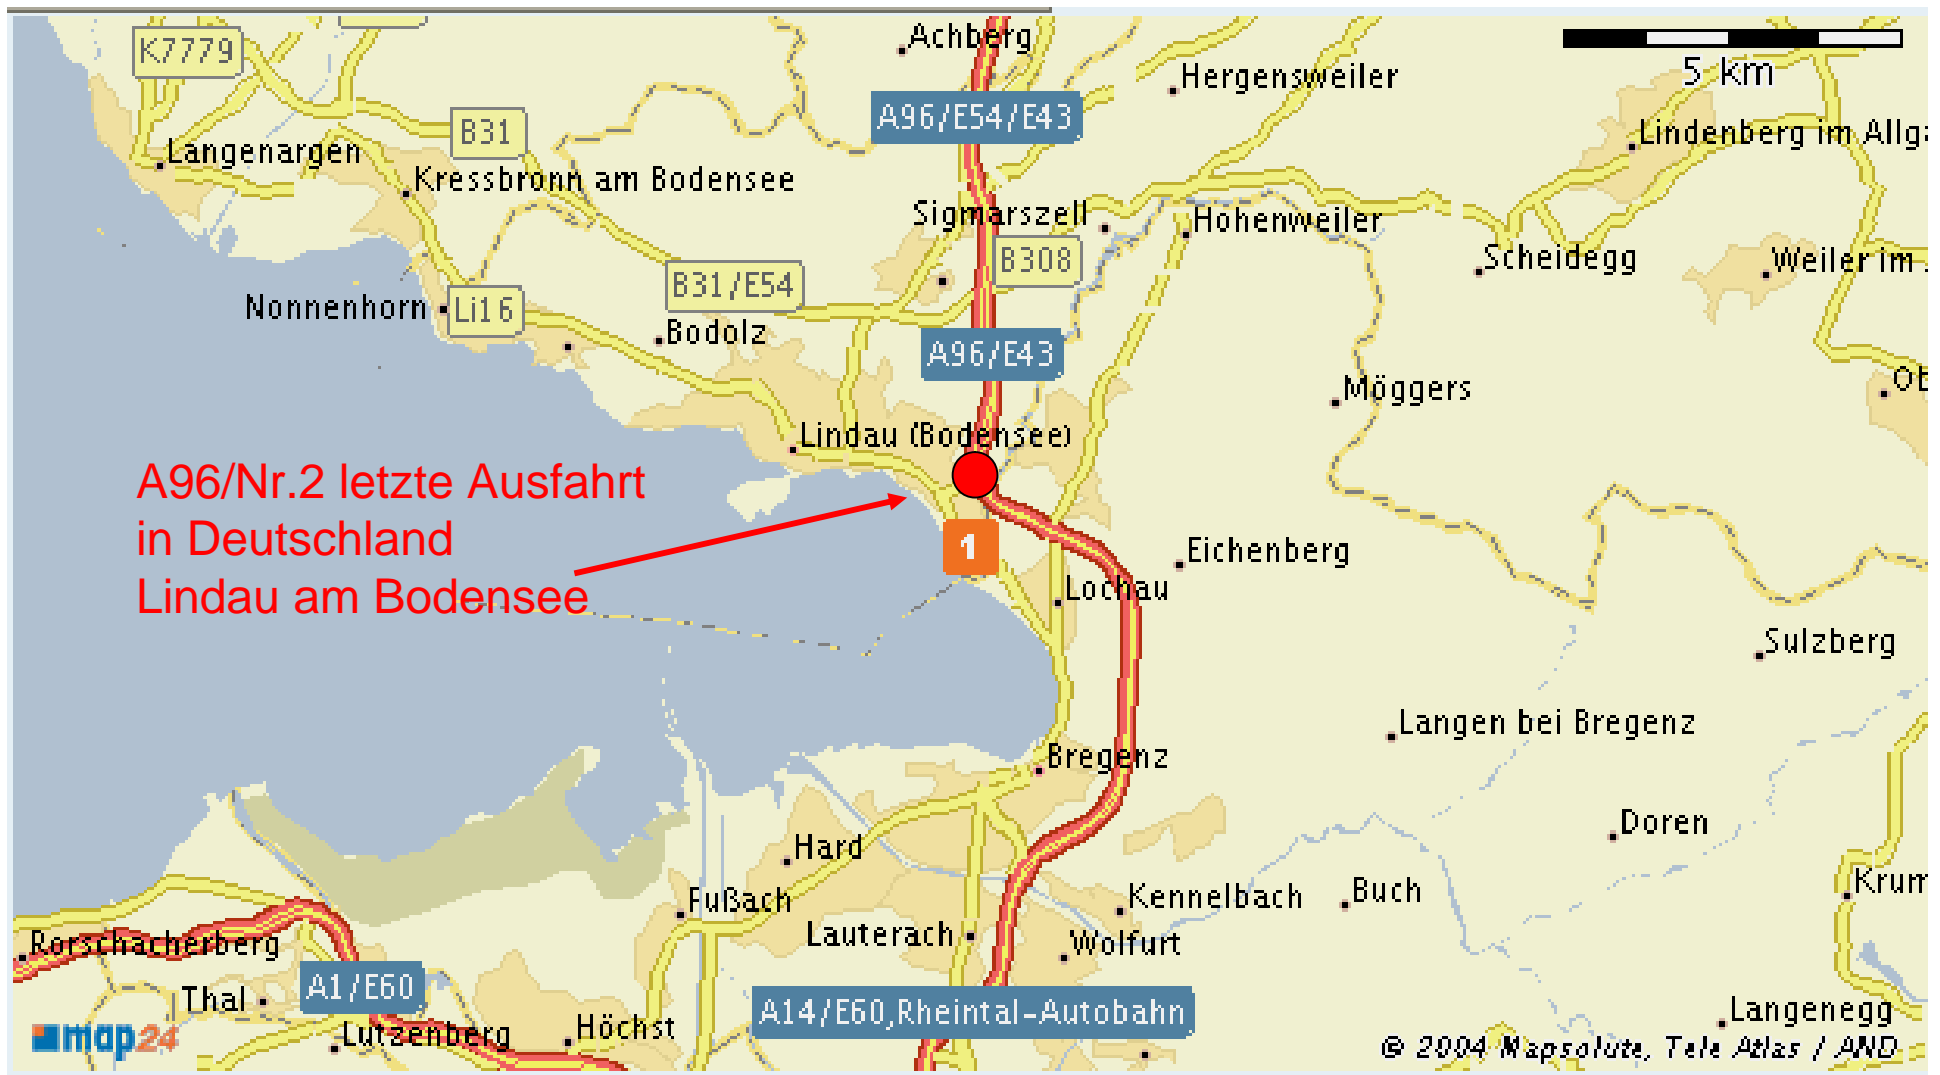 Achberg
K7779
Hergensweiler
5 km
A96/E54/E43
B31
Lindenberg im Allg
Langenargen
Kressbronn am Bodensee
Sigmarszell
Hohenweiler
B308
Scheidegg
Weiler im
B31/E54
Nonnenhorn
Li16
Bodolz
A96/E43
Möggers
Lindau (Bodensee)
A96/Nr.2 letzte Ausfahrt
in Deutschland
Lindau am Bodensee
1
Eichenberg
Lochau
Sulzberg
Langen bei Bregenz
Bregenz
Doren
Hard
Krum
Fußach
Kennelbach
Buch
Lauterach
Wolfurt
Rorschacherberg
A1/E60
Thal
A14/E60,Rheintal-Autobahn
Langenegg
Lutzenberg
Höchst
map24
© 2004 Mapsolute, Tele Atlas / AND